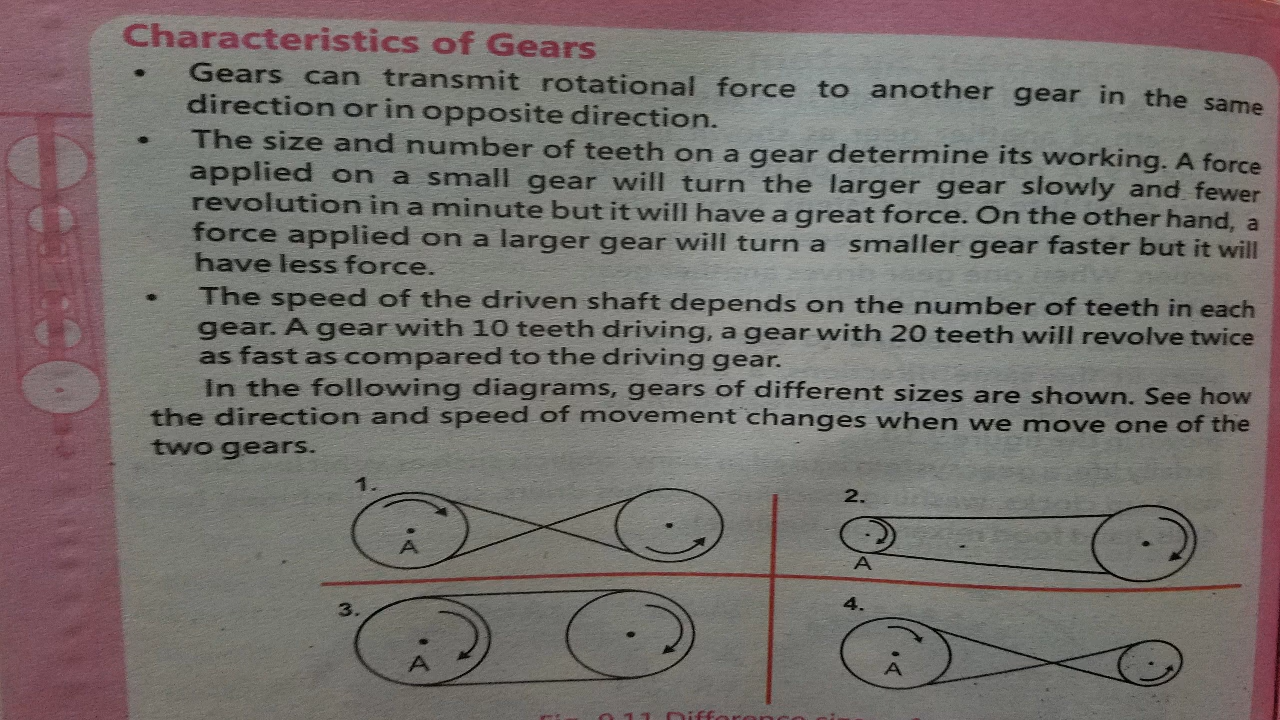 Characteristics of Gears
• Gears can transmit rotational force to another gear in the same
direction or in opposite direction.
• The size and number of teeth on a gear determine its working. A force
applied on a small gear will turn the larger gear slowly and fewer
revolution in a minute but it will have a great force. On the other hand, a
force applied on a larger gear will turn a smaller gear faster but it will
have less force.
• The speed of the driven shaft depends on the number of teeth in each
gear. A gear with 10 teeth driving, a gear with 20 teeth will revolve twice
as fast as compared to the driving gear.
In the following diagrams, gears of different sizes are shown. See how
the direction and speed of movement changes when we move one of the
two gears.
1.
A
2.
A
3.
A
4.
A